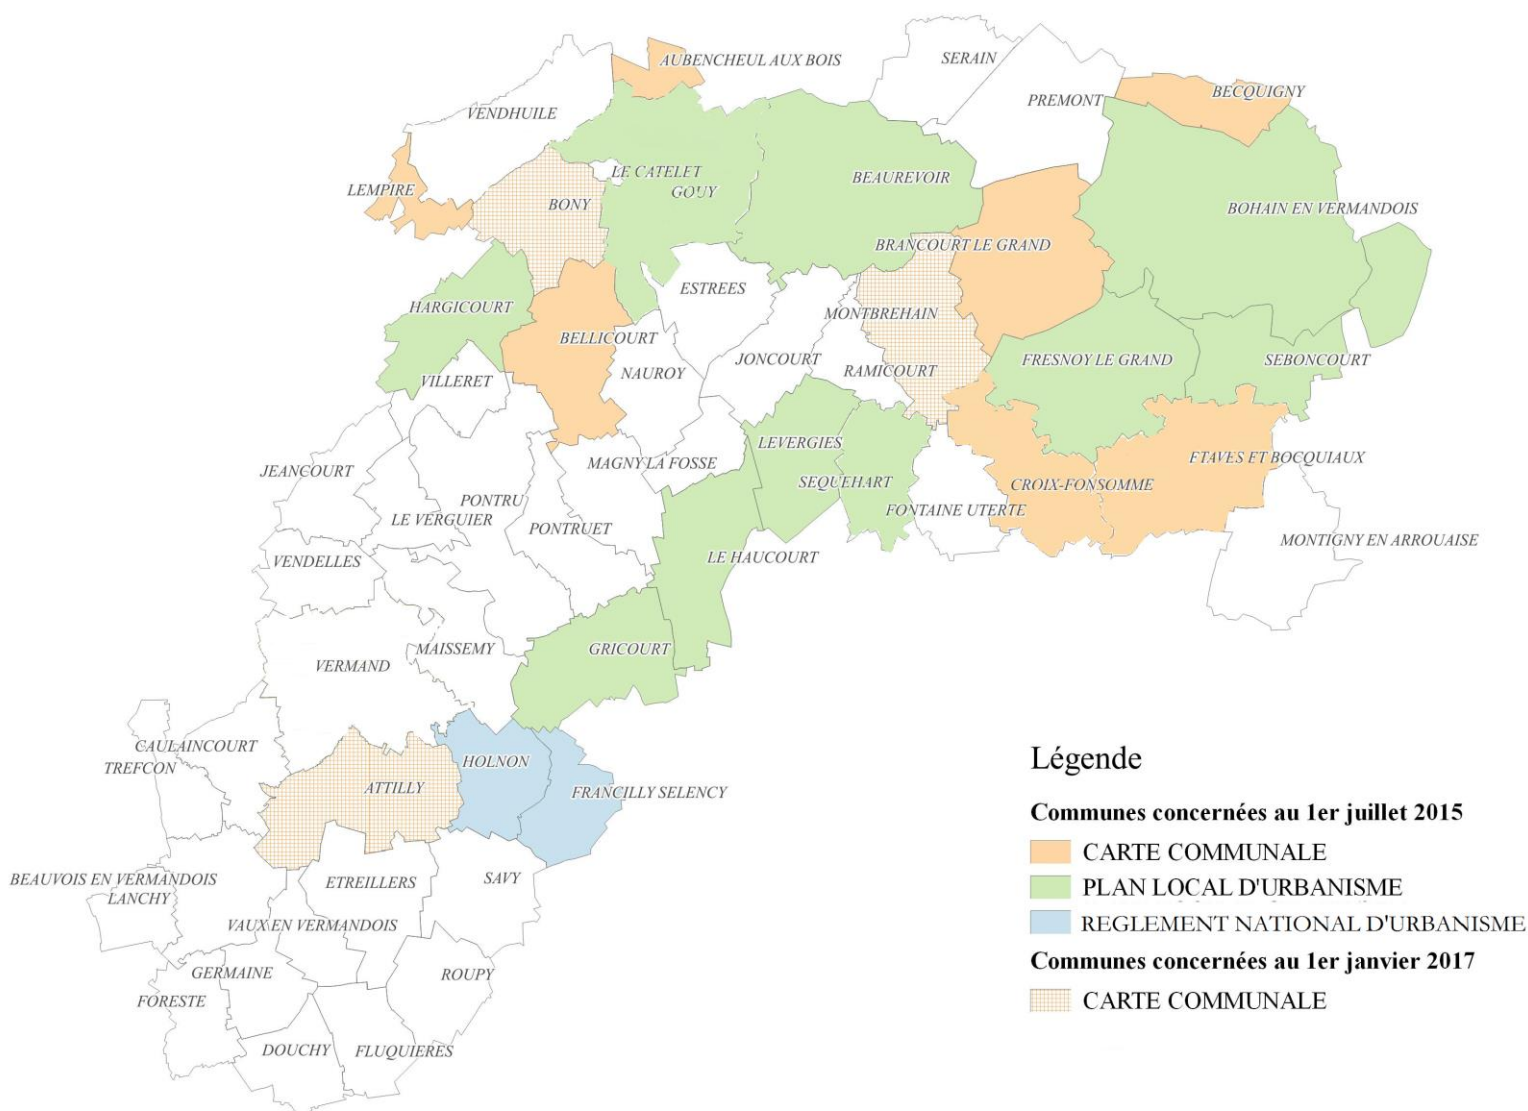 AUBENCHEUL AUX BOIS
SERAIN
PREMONT
BECQUIGNY
VENDHUILE
LE CATELET
GOUY
BEAUREVOIR
LEMPIRE
BONY
BOHAIN EN VERMANDOIS
BRANCOURT LE GRAND
HARGICOURT
ESTREES
MONTBREHAIN
BELLICOURT
JONCOURT
FRESNOY LE GRAND
SEBONCOURT
NAUROY
RAMICOURT
VILLERET
LEVERGIES
MAGNY LA FOSSE
ETAVES ET BOCQUIAUX
JEANCOURT
SEQUEHART
CROIX-FONSOMME
PONTRU
LE VERGUIER
PONTRUET
FONTAINE UTERTE
MONTIGNY EN ARROUAISE
VENDELLES
LE HAUCOURT
MAISSEMY
GRICOURT
VERMAND
CAULAINCOURT
TREFCON
HOLNON
ATTILLY
FRANCILLY SELENCY
BEAUVOIS EN VERMANDOIS
LANCHY
ETREILLERS
SAVY
VAUX EN VERMANDOIS
GERMAINE
ROUPY
FORESTE
DOUCHY
FLUQUIERES
Légende
Communes concernées au 1er juillet 2015
CARTE COMMUNALE
PLAN LOCAL D'URBANISME
REGLEMENT NATIONAL D'URBANISME
Communes concernées au 1er janvier 2017
CARTE COMMUNALE